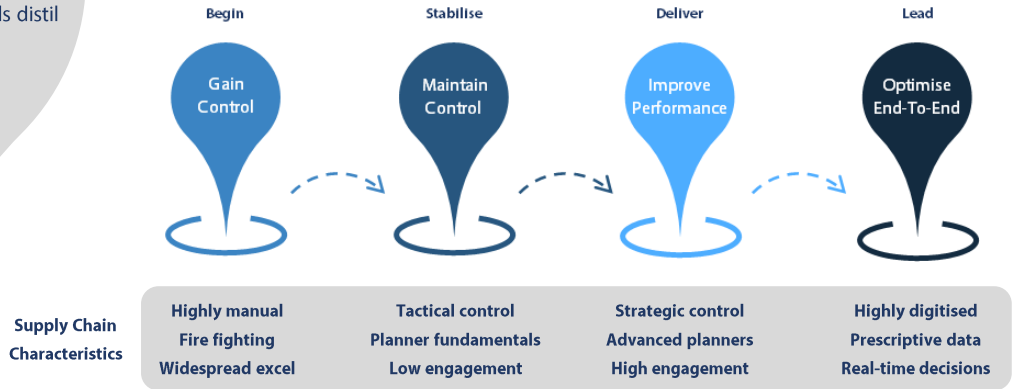 ls distil
Begin
Stabilise
Deliver
Lead
Gain
Control
Maintain
Control
Improve
Performance
Optimise
End-To-End
Supply Chain
Characteristics
Highly manual
Fire fighting
Widespread excel
Tactical control
Planner fundamentals
Low engagement
Strategic control
Advanced planners
High engagement
Highly digitised
Prescriptive data
Real-time decisions